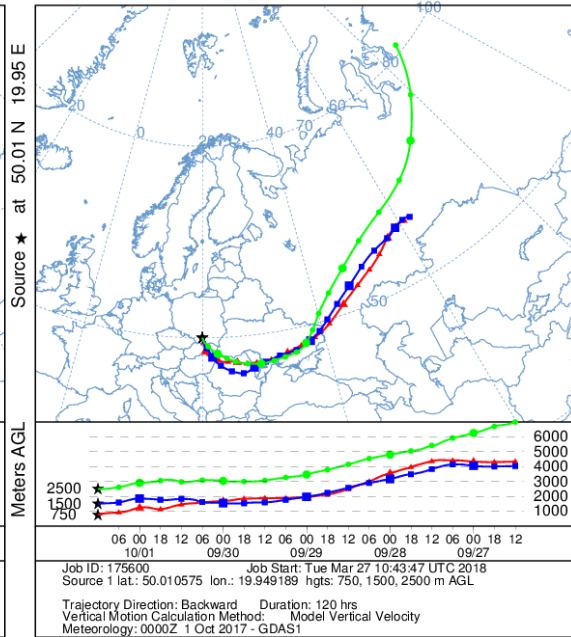 Source ★ at 50.01 N 19.95 E
100
80
60
70
40
20
0
20
50
Meters AGL
2500
1500
750
6000
5000
4000
3000
2000
1000
06 00 18 12 06 00 18 12 06 00 18 12 06 00 18 12 06 00 18 12
10/01 09/30 09/29 09/28 09/27
Job ID: 175600 Job Start: Tue Mar 27 10:43:47 UTC 2018
Source 1 lat.: 50.010575 lon.: 19.949189 hgts: 750, 1500, 2500 m AGL
Trajectory Direction: Backward Duration: 120 hrs
Vertical Motion Calculation Method: Model Vertical Velocity
Meteorology: 0000Z 1 Oct 2017 - GDAS1